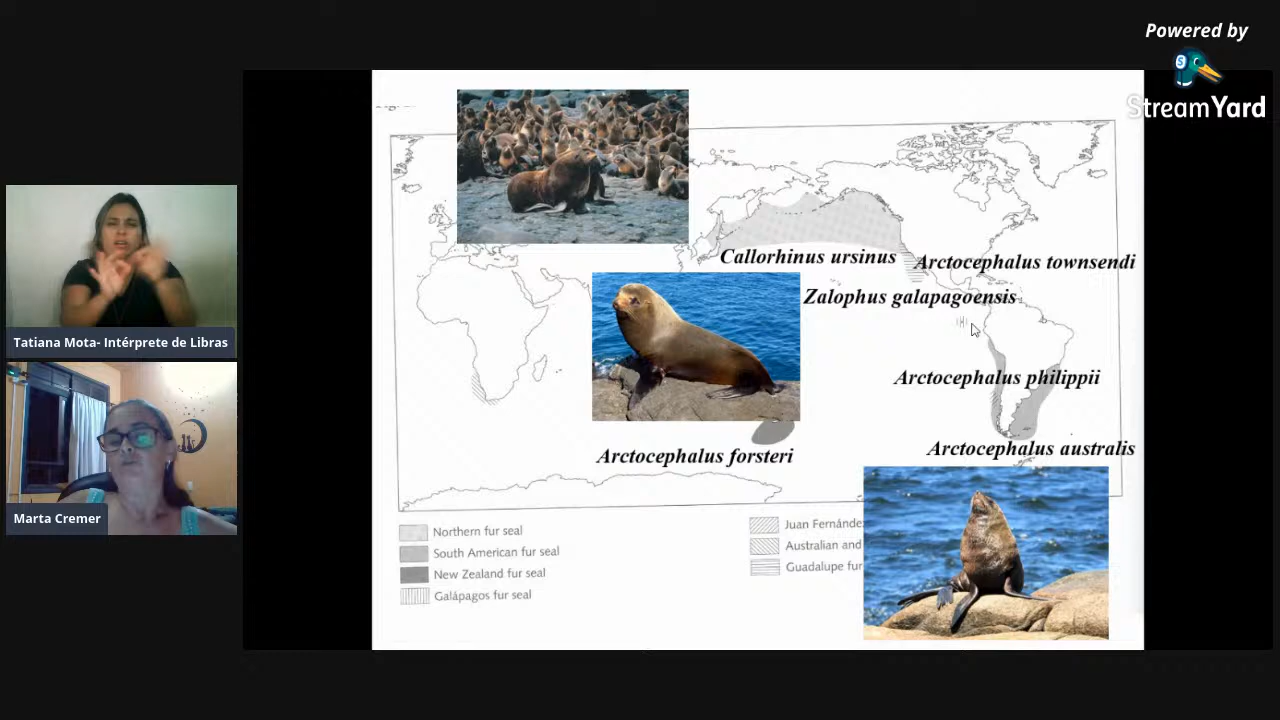 Powered by
StreamYard
Callorhinus ursinus
Arctocephalus townsendi
Zalophus galapagoensis
Arctocephalus philippii
Arctocephalus australis
Arctocephalus forsteri
Northern fur seal
South American fur seal
New Zealand fur seal
Galápagos fur seal
Juan Fernánde
Australian and
Guadalupe fur
Tatiana Mota- Intérprete de Libras
Marta Cremer